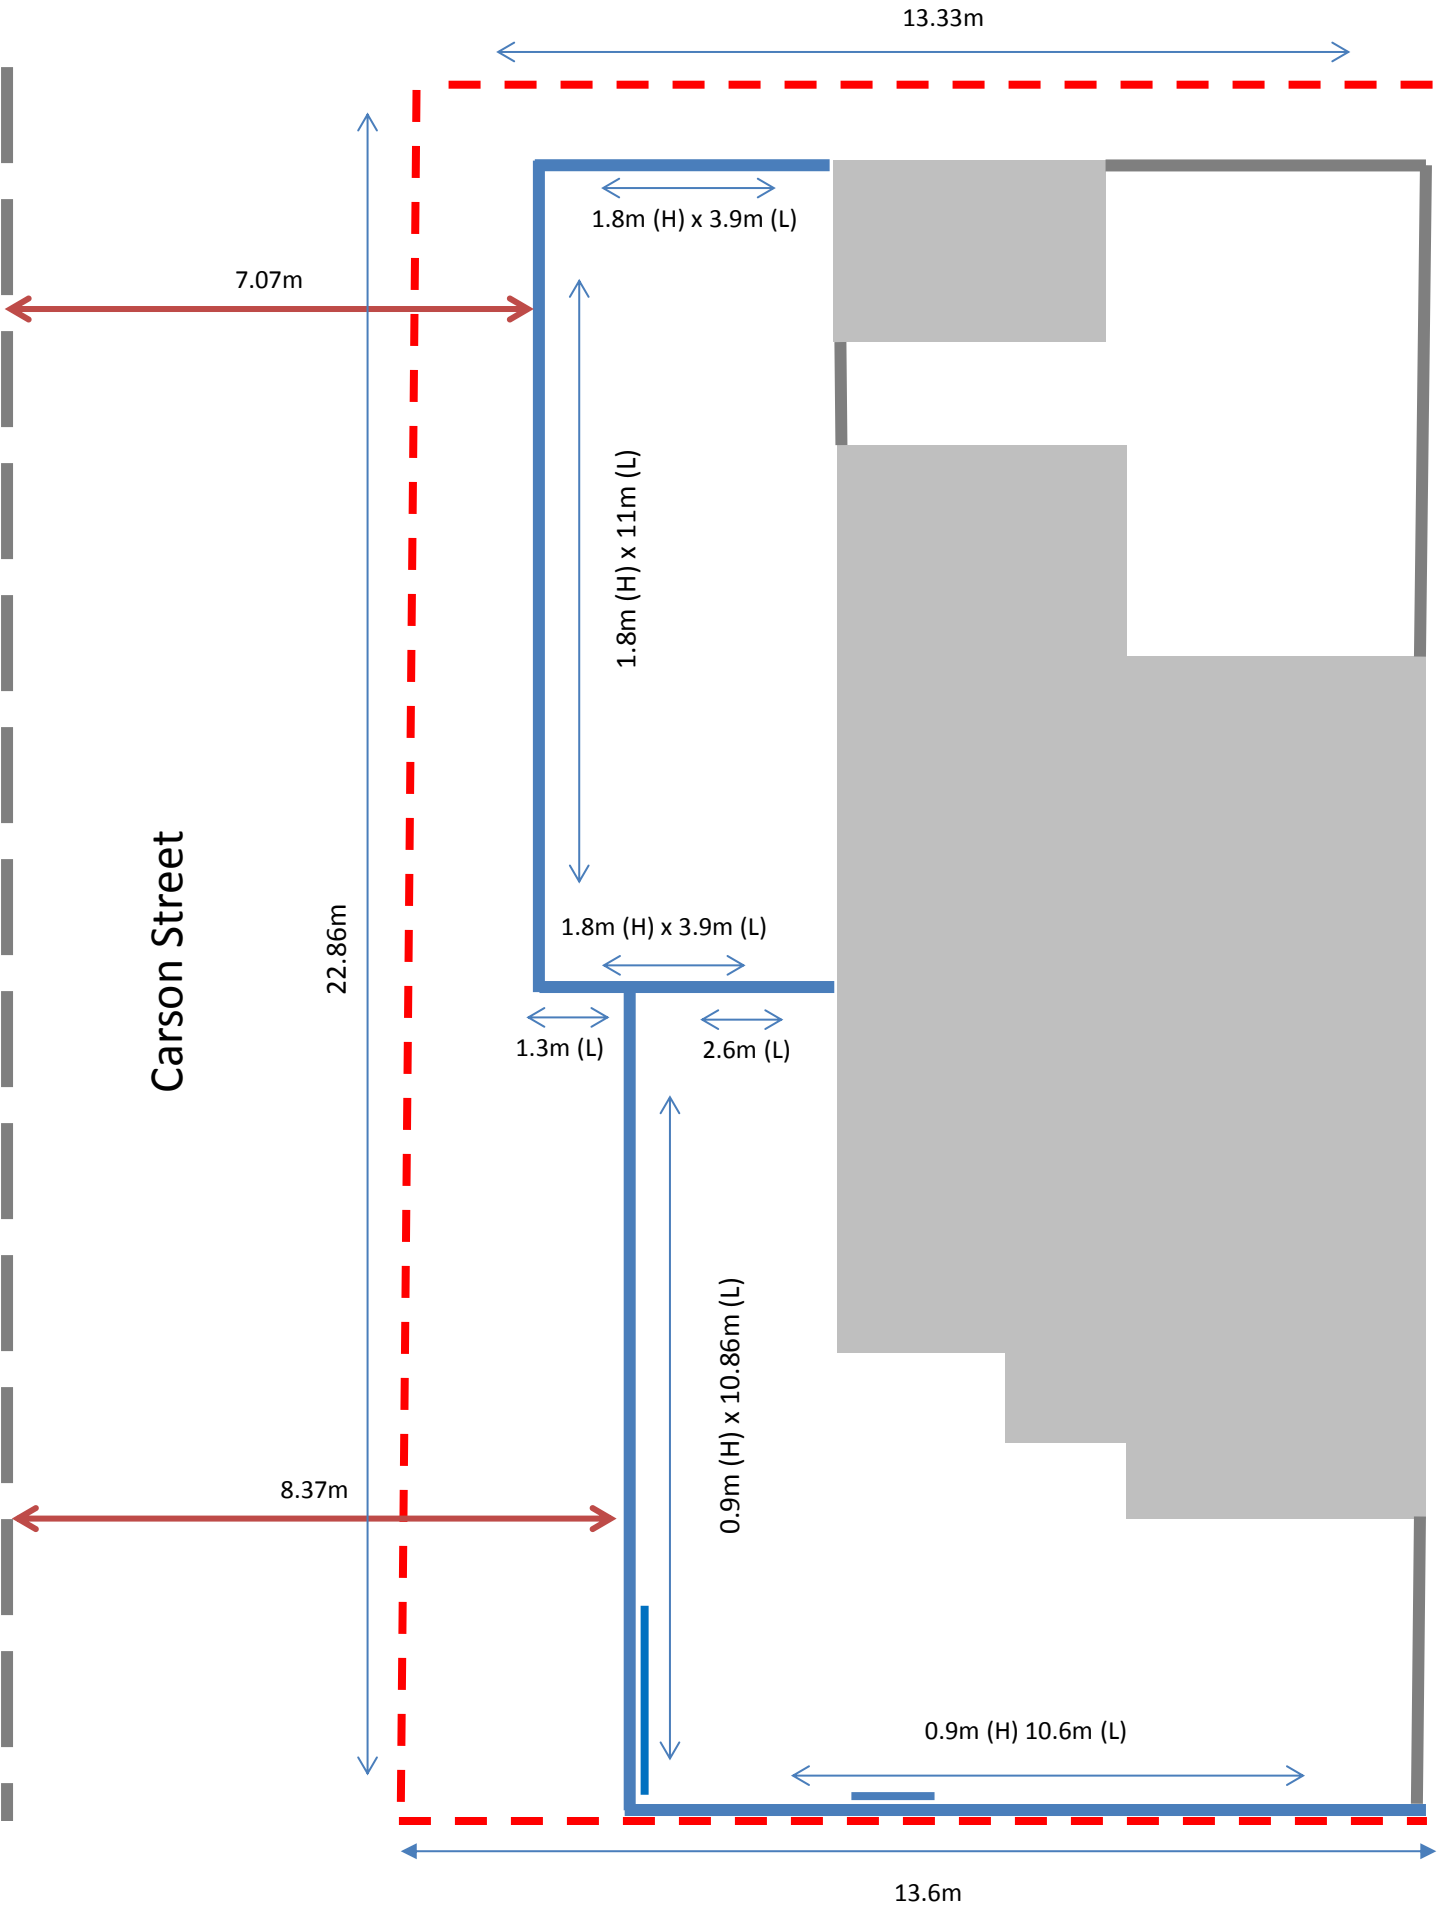 13.33m
1.8m (H) x 3.9m (L)
7.07m
1.8m (H) x 11m (L)
Carson Street
22.86m
1.8m (H) x 3.9m (L)
1.3m (L)
2.6m (L)
0.9m (H) x 10.86m (L)
8.37m
0.9m (H) 10.6m (L)
13.6m